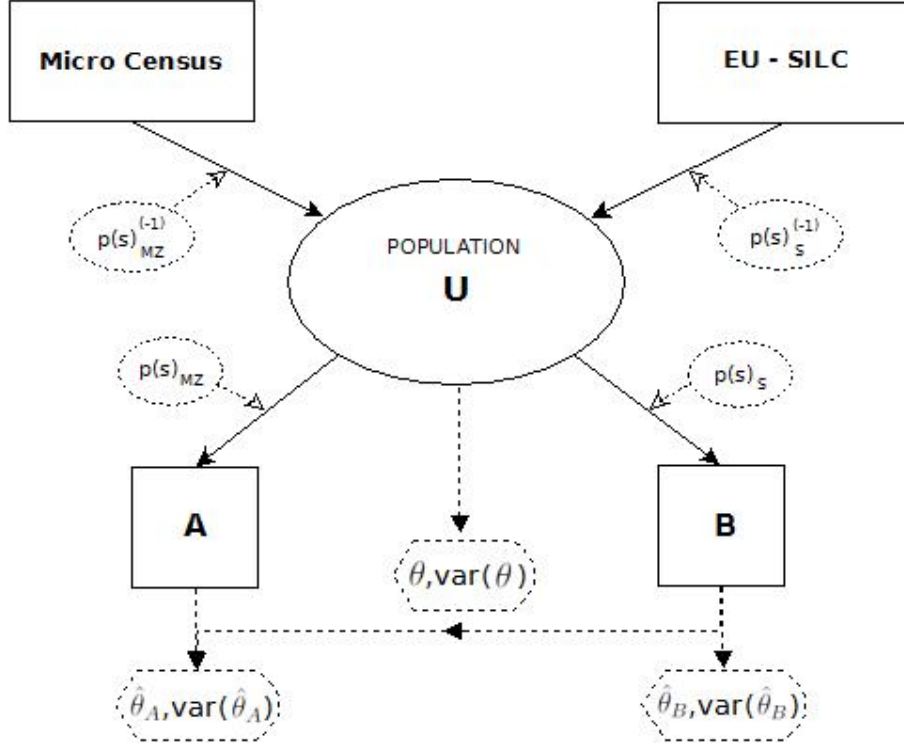 Micro Census
EU - SILC
p(s)_MZ^(-1)
p(s)_S^(-1)
POPULATION
U
p(s)_MZ
p(s)_S
A
B
θ,var(θ)
θ̂_A,var(θ̂_A)
θ̂_B,var(θ̂_B)